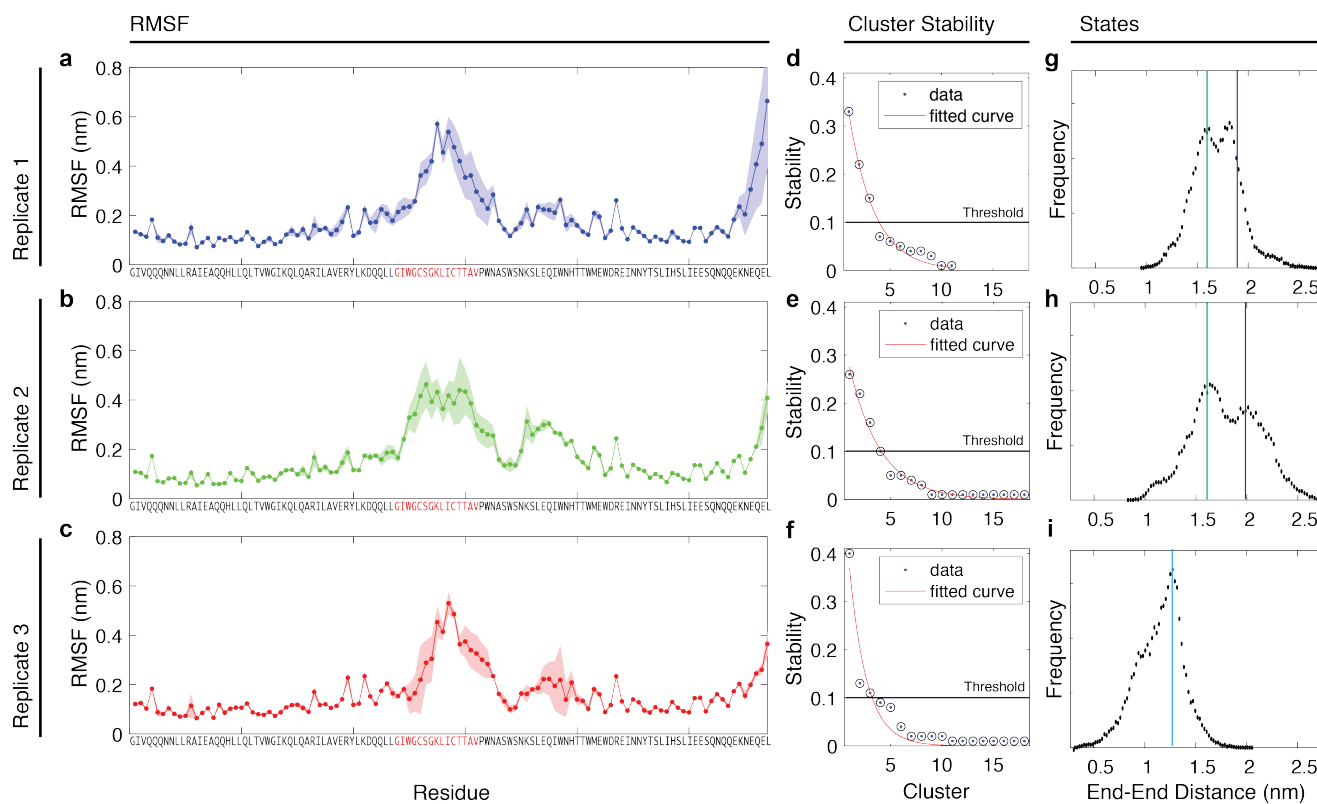 RMSF
Cluster Stability
States
Replicate 1
a
RMSF (nm)
0.8
0.6
0.4
0.2
0
GIVQQQNNLLRAIEAQQHLLQLTVWGIKQLQARILAVERYLKDQQLLGIWGCSGKLICTTAVPWNASWSNKSLEQIWNHTTWMEWDREINNYTSLIHSLIEESQNQQEKNEQEL
d
Stability
0.4
0.3
0.2
0.1
0
data
fitted curve
Threshold
5
10
15
g
Frequency
0.5
1
1.5
2
2.5
Replicate 2
b
RMSF (nm)
0.8
0.6
0.4
0.2
0
GIVQQQNNLLRAIEAQQHLLQLTVWGIKQLQARILAVERYLKDQQLLGIWGCSGKLICTTAVPWNASWSNKSLEQIWNHTTWMEWDREINNYTSLIHSLIEESQNQQEKNEQEL
e
Stability
0.4
0.3
0.2
0.1
0
data
fitted curve
Threshold
5
10
15
h
Frequency
0.5
1
1.5
2
2.5
Replicate 3
c
RMSF (nm)
0.8
0.6
0.4
0.2
0
GIVQQQNNLLRAIEAQQHLLQLTVWGIKQLQARILAVERYLKDQQLLGIWGCSGKLICTTAVPWNASWSNKSLEQIWNHTTWMEWDREINNYTSLIHSLIEESQNQQEKNEQEL
Residue
f
Stability
0.4
0.3
0.2
0.1
0
data
fitted curve
Threshold
5
10
15
Cluster
i
Frequency
0.5
1
1.5
2
2.5
End-End Distance (nm)